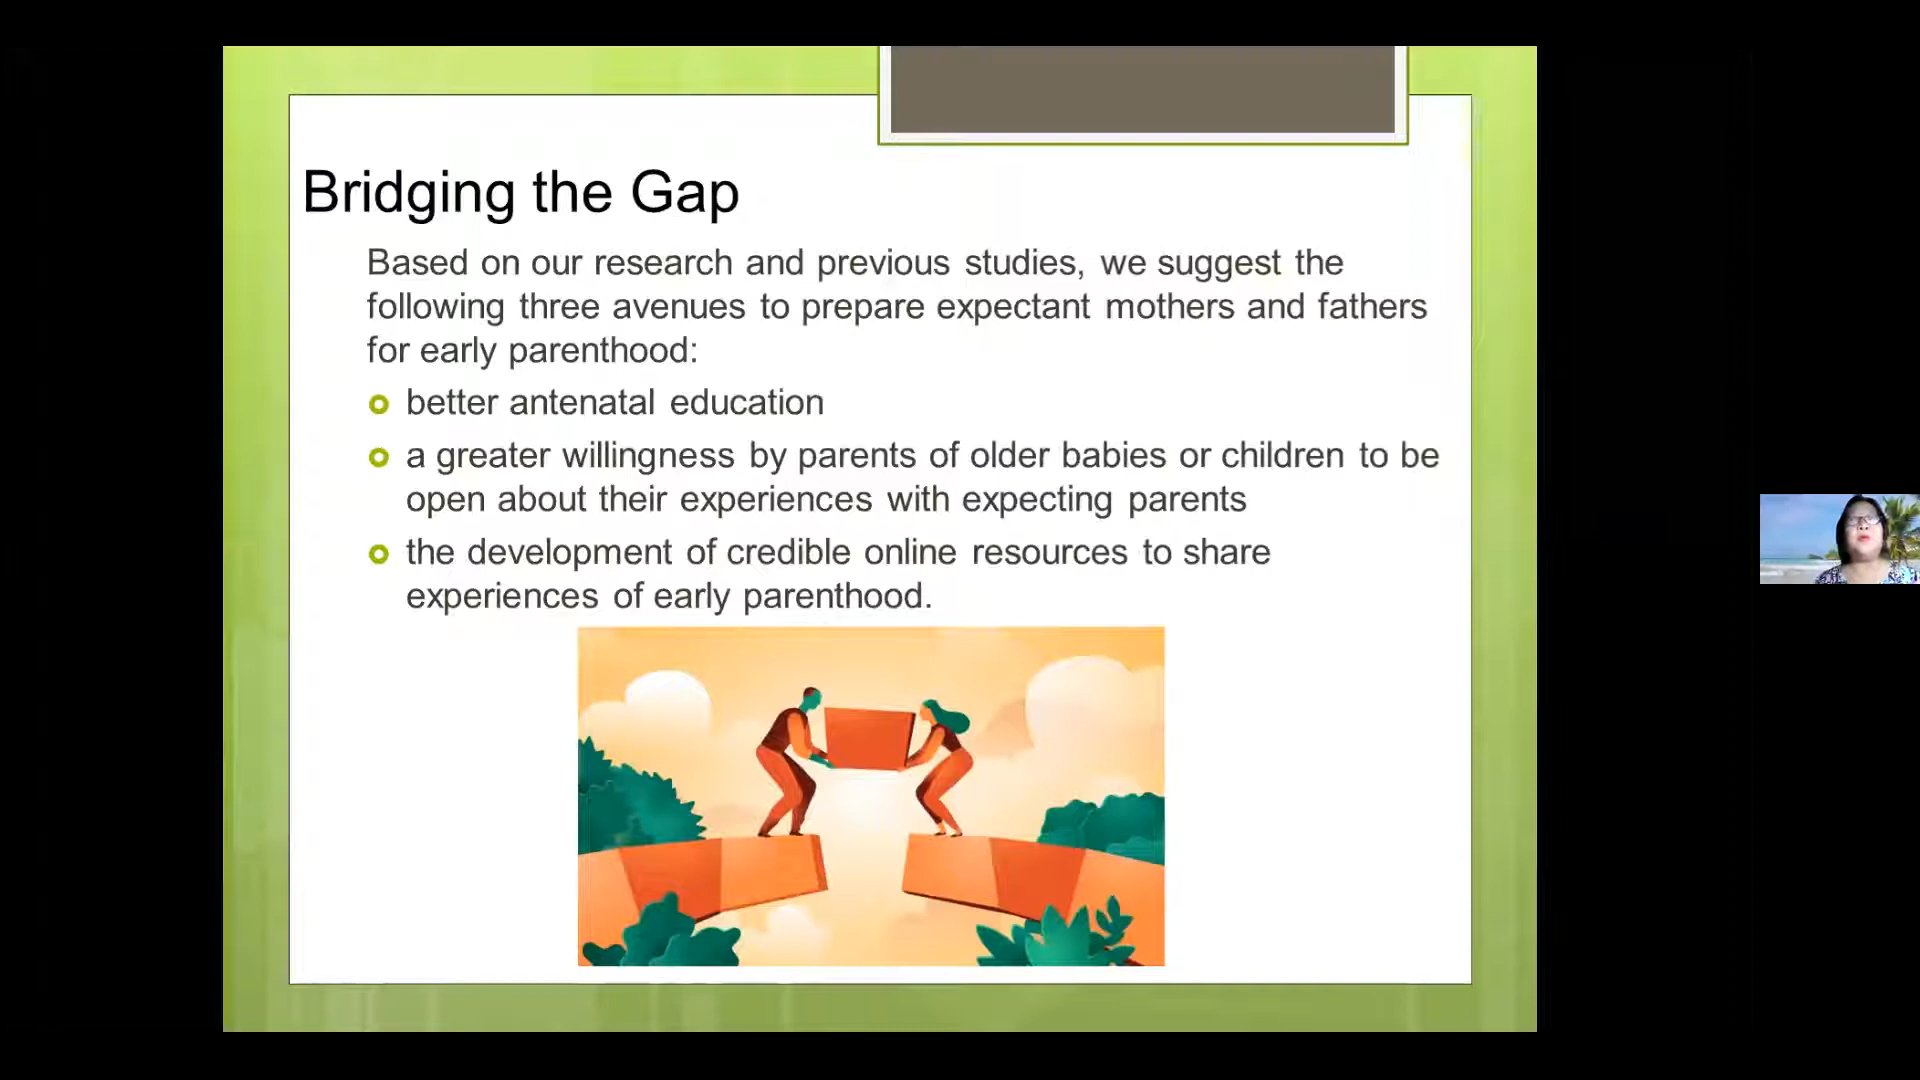 Bridging the Gap
Based on our research and previous studies, we suggest the
following three avenues to prepare expectant mothers and fathers
for early parenthood:
better antenatal education
a greater willingness by parents of older babies or children to be
open about their experiences with expecting parents
the development of credible online resources to share
experiences of early parenthood.